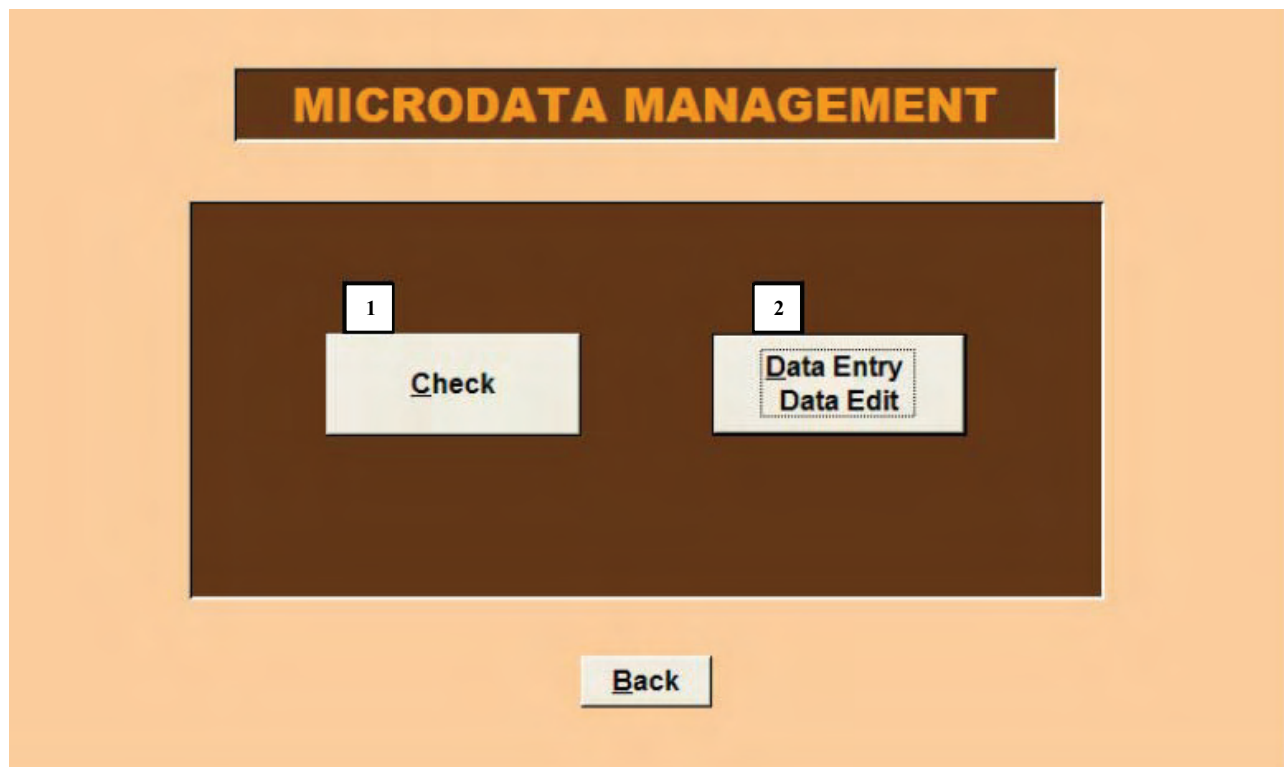 MICRODATA MANAGEMENT
1
2
Check
Data Entry
Data Edit
Back